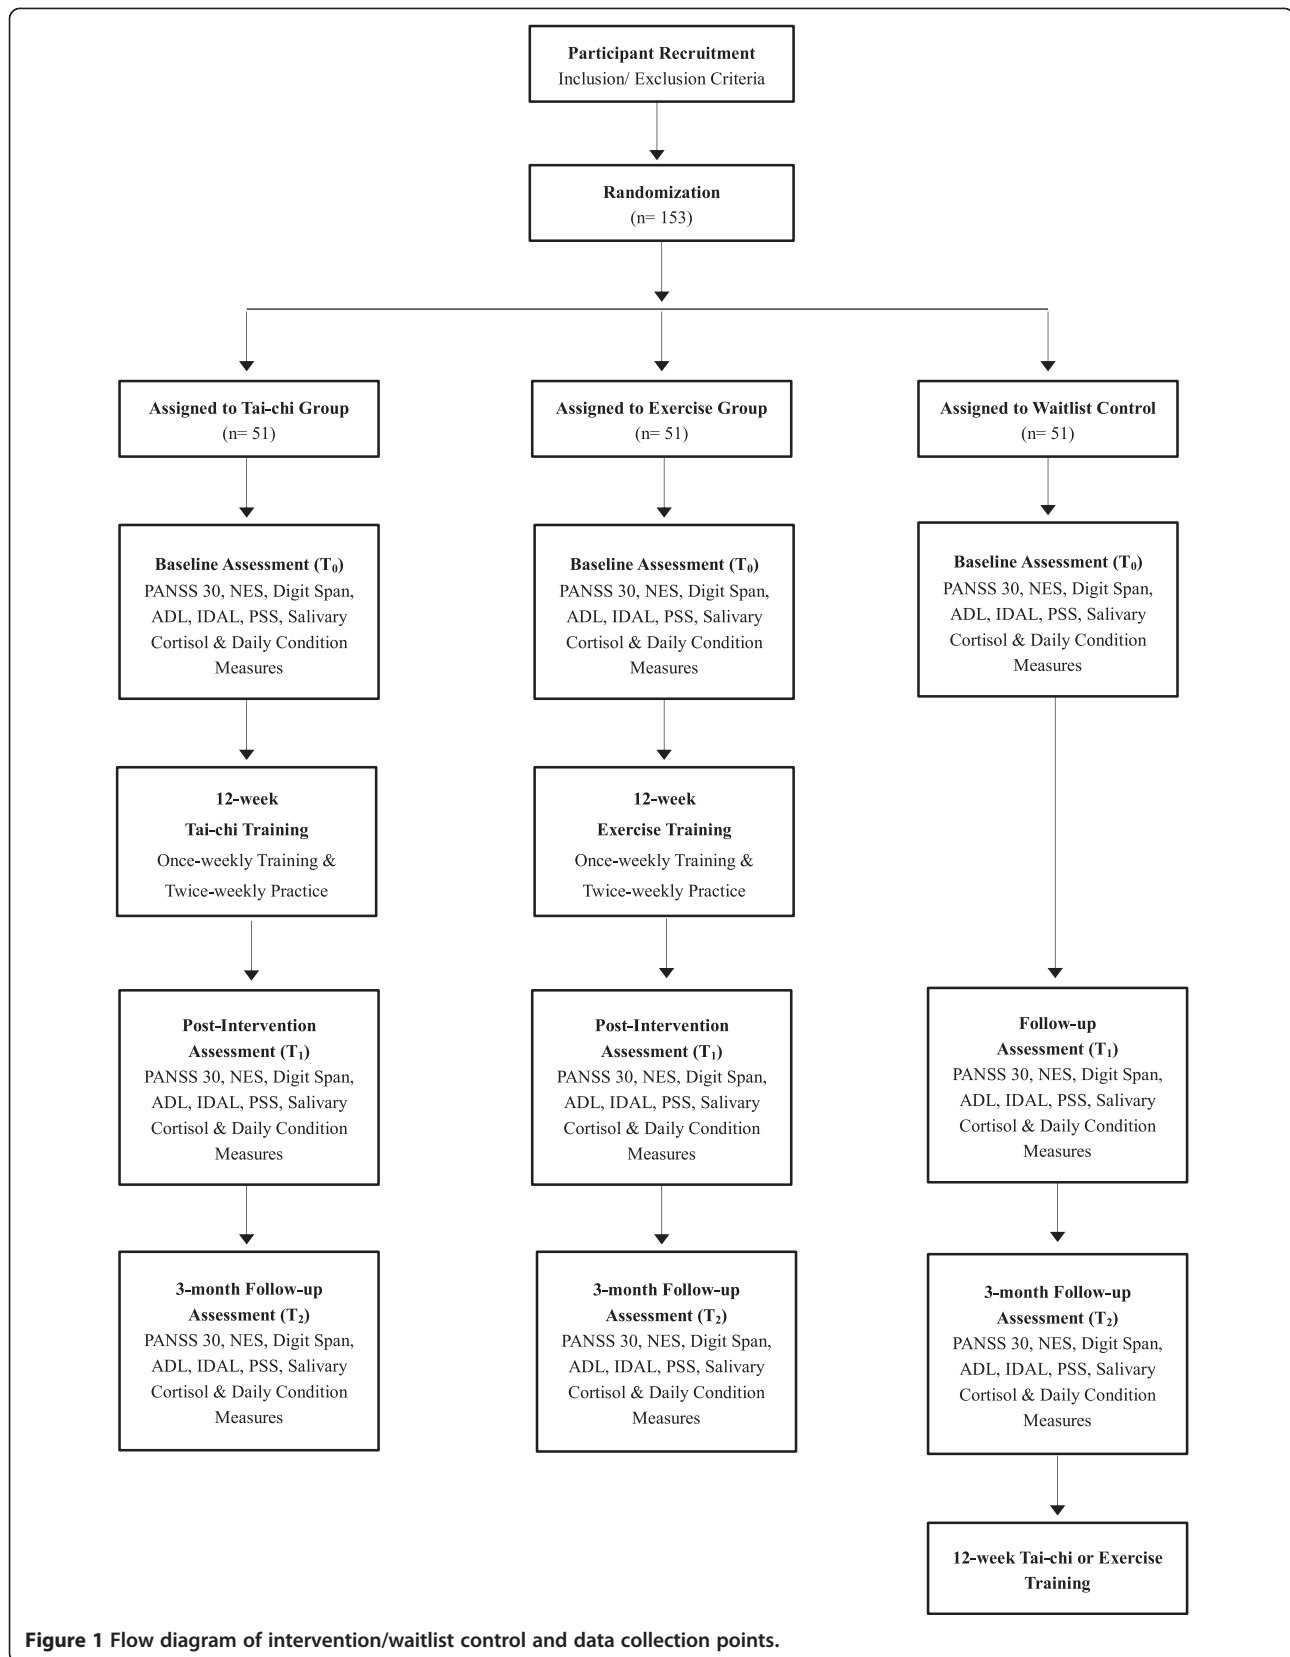 Participant Recruitment
Inclusion/ Exclusion Criteria
Randomization
(n= 153)
Assigned to Tai-chi Group
(n= 51)
Assigned to Exercise Group
(n= 51)
Assigned to Waitlist Control
(n= 51)
Baseline Assessment (T₀)
PANSS 30, NES, Digit Span,
ADL, IDAL, PSS, Salivary
Cortisol & Daily Condition
Measures
Baseline Assessment (T₀)
PANSS 30, NES, Digit Span,
ADL, IDAL, PSS, Salivary
Cortisol & Daily Condition
Measures
Baseline Assessment (T₀)
PANSS 30, NES, Digit Span,
ADL, IDAL, PSS, Salivary
Cortisol & Daily Condition
Measures
12-week
Tai-chi Training
Once-weekly Training &
Twice-weekly Practice
12-week
Exercise Training
Once-weekly Training &
Twice-weekly Practice
Post-Intervention
Assessment (T₁)
PANSS 30, NES, Digit Span,
ADL, IDAL, PSS, Salivary
Cortisol & Daily Condition
Measures
Post-Intervention
Assessment (T₁)
PANSS 30, NES, Digit Span,
ADL, IDAL, PSS, Salivary
Cortisol & Daily Condition
Measures
Follow-up
Assessment (T₁)
PANSS 30, NES, Digit Span,
ADL, IDAL, PSS, Salivary
Cortisol & Daily Condition
Measures
3-month Follow-up
Assessment (T₂)
PANSS 30, NES, Digit Span,
ADL, IDAL, PSS, Salivary
Cortisol & Daily Condition
Measures
3-month Follow-up
Assessment (T₂)
PANSS 30, NES, Digit Span,
ADL, IDAL, PSS, Salivary
Cortisol & Daily Condition
Measures
3-month Follow-up
Assessment (T₂)
PANSS 30, NES, Digit Span,
ADL, IDAL, PSS, Salivary
Cortisol & Daily Condition
Measures
12-week Tai-chi or Exercise
Training
Figure 1 Flow diagram of intervention/waitlist control and data collection points.